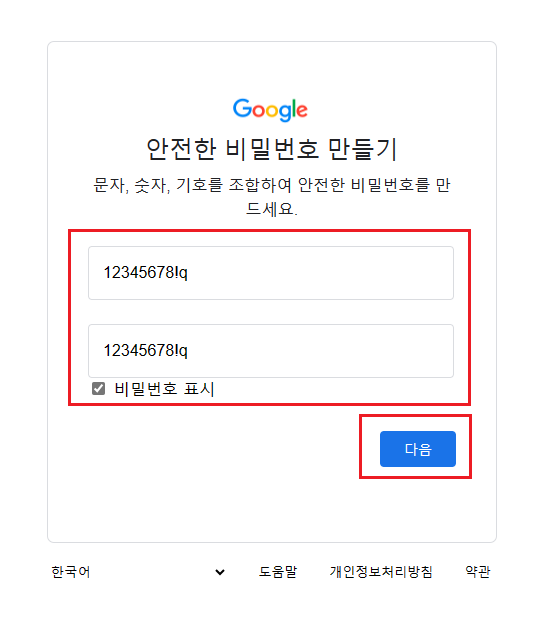 Google
안전한 비밀번호 만들기
문자, 숫자, 기호를 조합하여 안전한 비밀번호를 만
드세요.
12345678!q
12345678!q
비밀번호 표시
다음
한국어 도움말 개인정보처리방침 약관